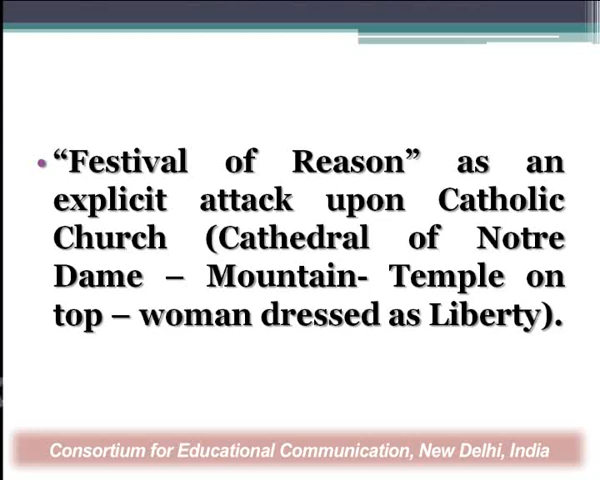 • “Festival of Reason” as an
explicit attack upon Catholic
Church (Cathedral of Notre
Dame – Mountain- Temple on
top – woman dressed as Liberty).
Consortium for Educational Communication, New Delhi, India